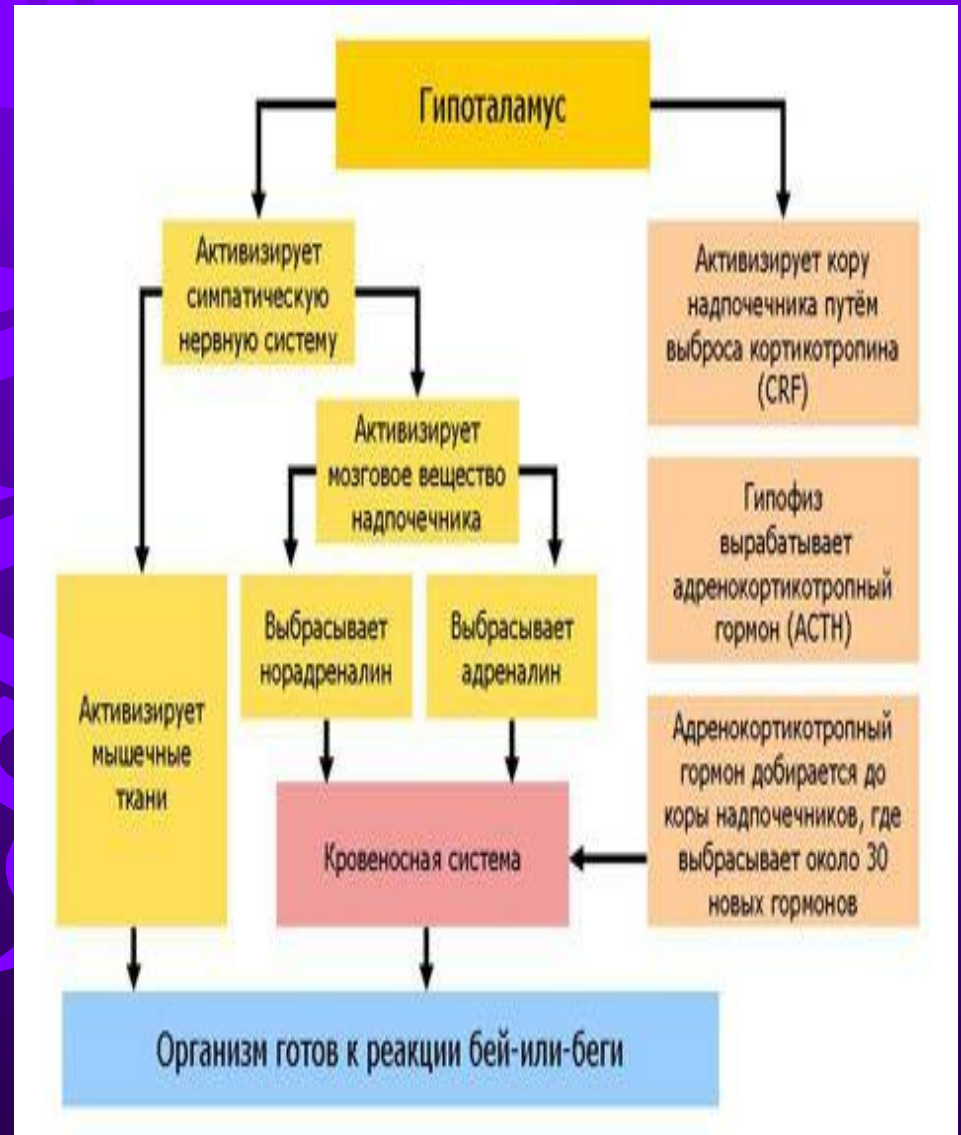 Гипоталамус
Активизирует
симпатическую
нервную систему
Активизирует кору
надпочечника путём
выброса кортикотропина
(CRF)
Активизирует
мозговое вещество
надпочечника
Гипофиз
вырабатывает
адренокортикотропный
гормон (ACTH)
Активизирует
мышечные
ткани
Выбрасывает
норадреналин
Выбрасывает
адреналин
Адренокортикотропный
гормон добирается до
коры надпочечников, где
выбрасывает около 30
новых гормонов
Кровеносная система
Организм готов к реакции бей-или-беги